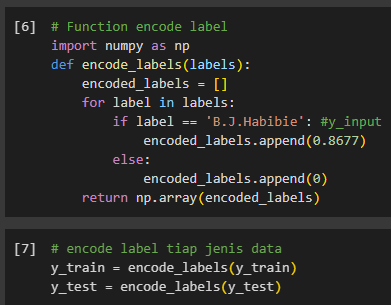 [6] # Function encode label
import numpy as np
def encode_labels(labels):
    encoded_labels = []
    for label in labels:
        if label == 'B.J.Habibie': #y_input
            encoded_labels.append(0.8677)
        else:
            encoded_labels.append(0)
    return np.array(encoded_labels)
[7] # encode label tiap jenis data
y_train = encode_labels(y_train)
y_test = encode_labels(y_test)